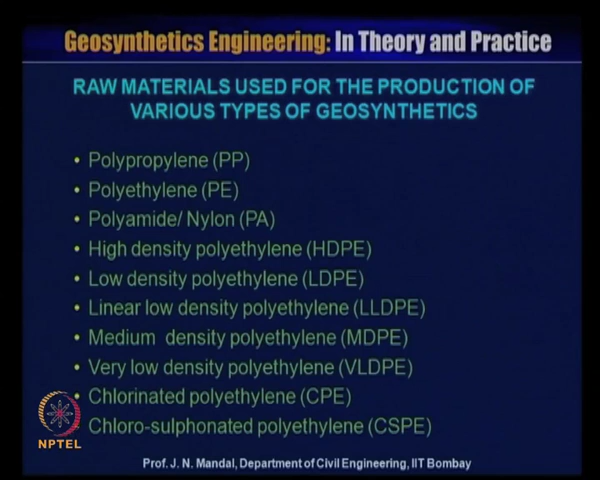 Geosynthetics Engineering: In Theory and Practice
RAW MATERIALS USED FOR THE PRODUCTION OF
VARIOUS TYPES OF GEOSYNTHETICS
• Polypropylene (PP)
• Polyethylene (PE)
• Polyamide/ Nylon (PA)
• High density polyethylene (HDPE)
• Low density polyethylene (LDPE)
• Linear low density polyethylene (LLDPE)
• Medium density polyethylene (MDPE)
• Very low density polyethylene (VLDPE)
• Chlorinated polyethylene (CPE)
Chloro-sulphonated polyethylene (CSPE)
NPTEL
Prof. J. N. Mandal, Department of Civil Engineering, IIT Bombay